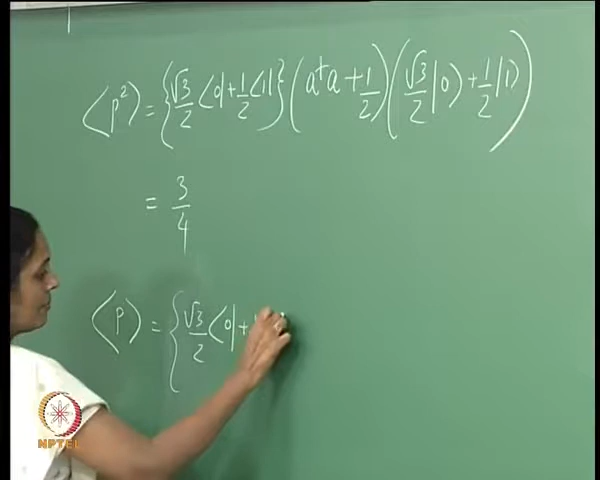 ⟨p²⟩ = {√3/2 ⟨0| + 1/2 ⟨1|} (a†a + 1/2) (√3/2 |0⟩ + 1/2 |1⟩)
= 3/4
⟨p⟩ = {√3/2 ⟨0| +
NPTEL